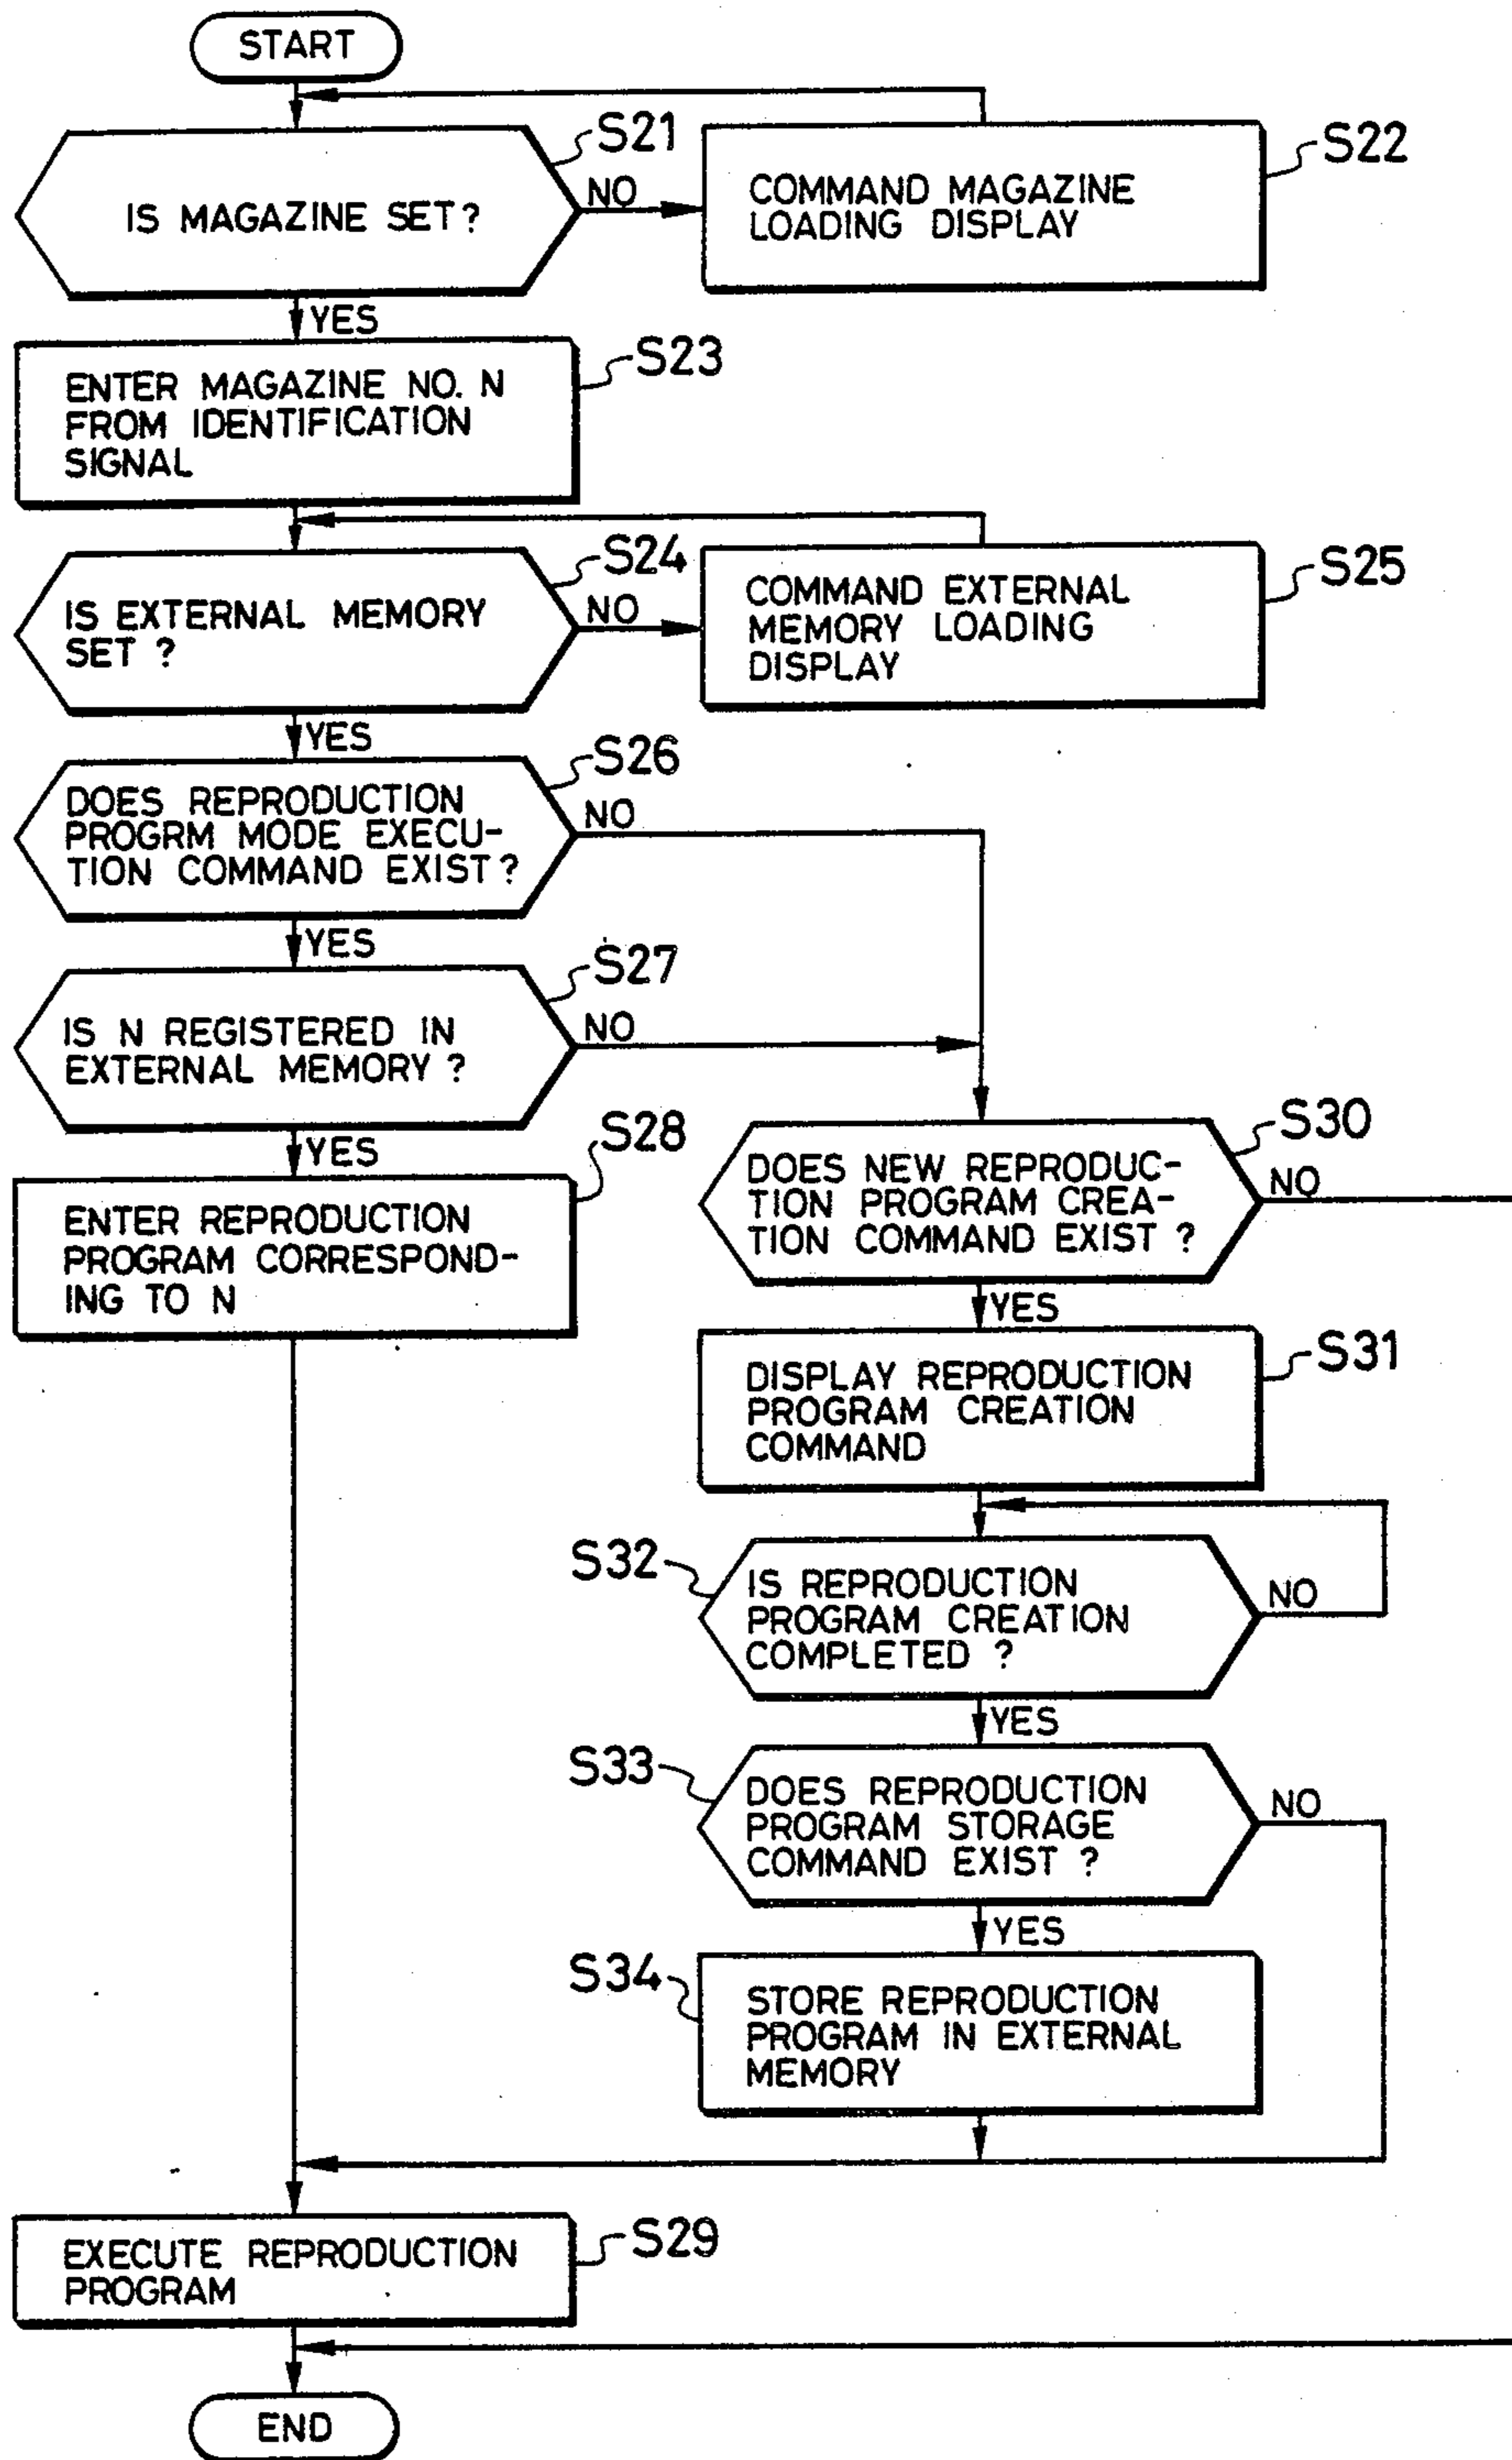 START
S21
IS MAGAZINE SET?
NO
S22
COMMAND MAGAZINE
LOADING DISPLAY
YES
S23
ENTER MAGAZINE NO. N
FROM IDENTIFICATION
SIGNAL
S24
IS EXTERNAL MEMORY
SET ?
NO
S25
COMMAND EXTERNAL
MEMORY LOADING
DISPLAY
YES
S26
DOES REPRODUCTION
PROGRM MODE EXECU-
TION COMMAND EXIST ?
NO
YES
S27
IS N REGISTERED IN
EXTERNAL MEMORY ?
NO
YES
S28
ENTER REPRODUCTION
PROGRAM CORRESPOND-
ING TO N
S30
DOES NEW REPRODUC-
TION PROGRAM CREA-
TION COMMAND EXIST ?
NO
YES
S31
DISPLAY REPRODUCTION
PROGRAM CREATION
COMMAND
S32
IS REPRODUCTION
PROGRAM CREATION
COMPLETED ?
NO
YES
S33
DOES REPRODUCTION
PROGRAM STORAGE
COMMAND EXIST ?
NO
YES
S34
STORE REPRODUCTION
PROGRAM IN EXTERNAL
MEMORY
S29
EXECUTE REPRODUCTION
PROGRAM
END